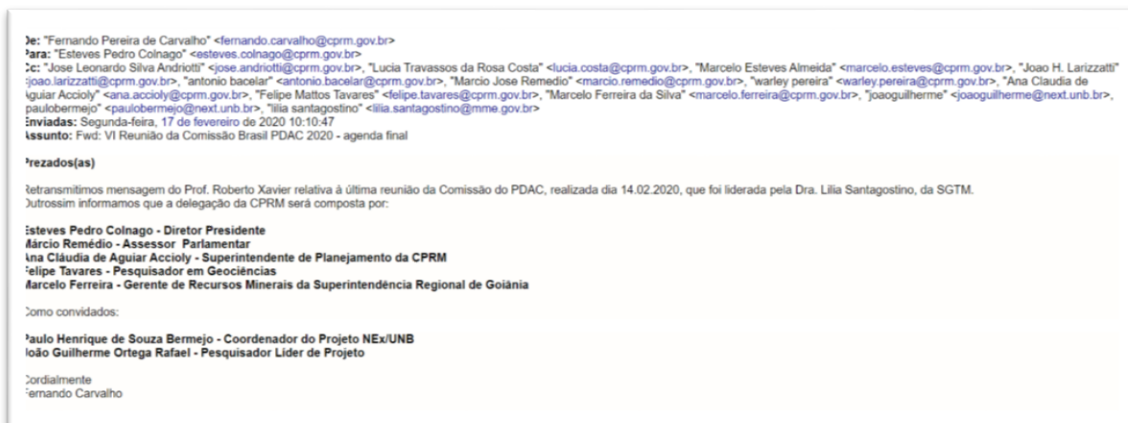 De: "Fernando Pereira de Carvalho" <fernando.carvalho@cprm.gov.br>
Para: "Esteves Pedro Colnago" <esteves.colnago@cprm.gov.br>
Cc: "Jose Leonardo Silva Andriotti" <jose.andriotti@cprm.gov.br>, "Lucia Travassos da Rosa Costa" <lucia.costa@cprm.gov.br>, "Marcelo Esteves Almeida" <marcelo.esteves@cprm.gov.br>, "Joao H. Larizzatti"
<joao.larizzatti@cprm.gov.br>, "antonio bacelar" <antonio.bacelar@cprm.gov.br>, "Marcio Jose Remedio" <marcio.remedio@cprm.gov.br>, "warley pereira" <warley.pereira@cprm.gov.br>, "Ana Claudia de
Aguiar Accioly" <ana.accioly@cprm.gov.br>, "Felipe Mattos Tavares" <felipe.tavares@cprm.gov.br>, "Marcelo Ferreira da Silva" <marcelo.ferreira@cprm.gov.br>, "joaoguilherme" <joaoguilherme@next.unb.br>,
"paulobermejo" <paulobermejo@next.unb.br>, "lilia santagostino" <lilia.santagostino@mme.gov.br>
Enviadas: Segunda-feira, 17 de fevereiro de 2020 10:10:47
Assunto: Fwd: VI Reunião da Comissão Brasil PDAC 2020 - agenda final
Prezados(as)
Retransmitimos mensagem do Prof. Roberto Xavier relativa à última reunião da Comissão do PDAC, realizada dia 14.02.2020, que foi liderada pela Dra. Lilia Santagostino, da SGTM.
Outrossim informamos que a delegação da CPRM será composta por:
Esteves Pedro Colnago - Diretor Presidente
Márcio Remédio - Assessor Parlamentar
Ana Cláudia de Aguiar Accioly - Superintendente de Planejamento da CPRM
Felipe Tavares - Pesquisador em Geociências
Marcelo Ferreira - Gerente de Recursos Minerais da Superintendência Regional de Goiânia
Como convidados:
Paulo Henrique de Souza Bermejo - Coordenador do Projeto NEx/UNB
João Guilherme Ortega Rafael - Pesquisador Líder de Projeto
Cordialmente
Fernando Carvalho